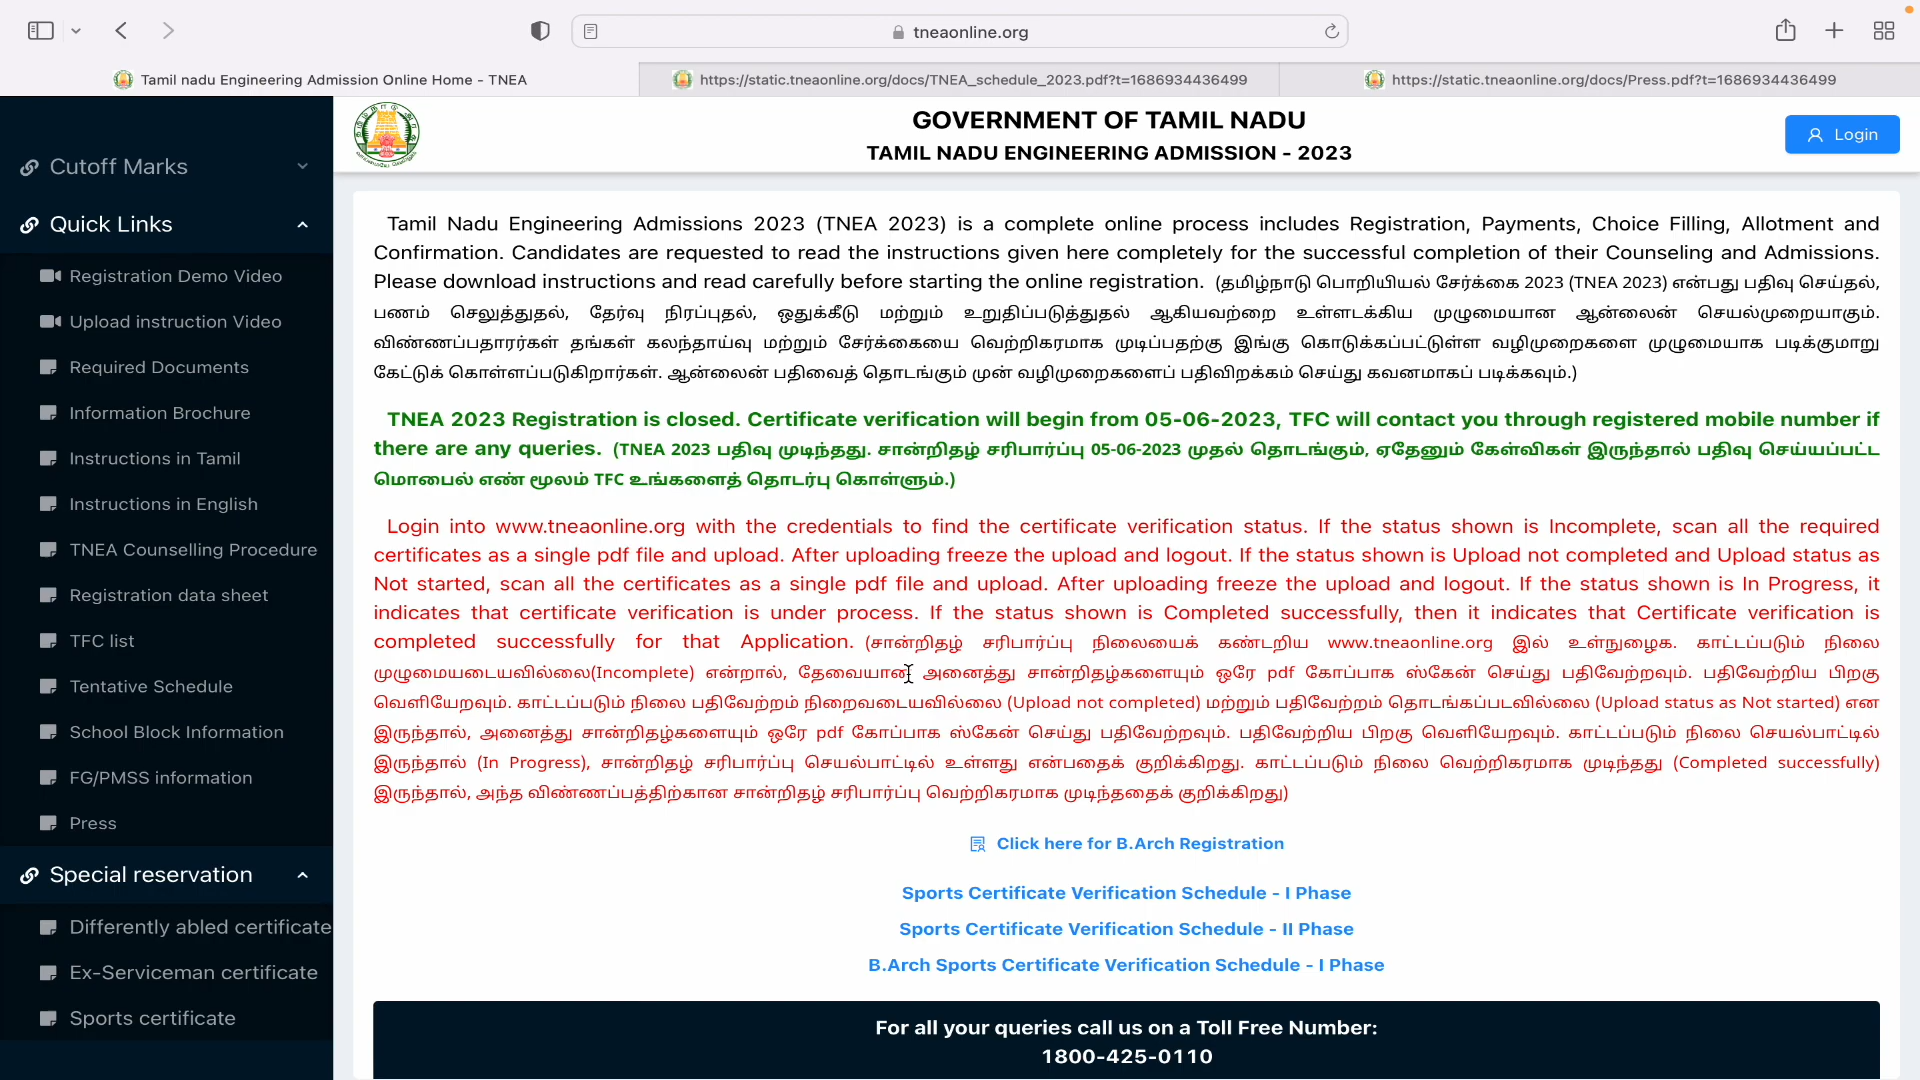 tneaonline.org
Tamil nadu Engineering Admission Online Home - TNEA
https://static.tneaonline.org/docs/TNEA_schedule_2023.pdf?t=1686934436499
https://static.tneaonline.org/docs/Press.pdf?t=1686934436499
GOVERNMENT OF TAMIL NADU
TAMIL NADU ENGINEERING ADMISSION - 2023
Login
Cutoff Marks
Quick Links
Registration Demo Video
Upload instruction Video
Required Documents
Information Brochure
Instructions in Tamil
Instructions in English
TNEA Counselling Procedure
Registration data sheet
TFC list
Tentative Schedule
School Block Information
FG/PMSS information
Press
Special reservation
Differently abled certificate
Ex-Serviceman certificate
Sports certificate
Tamil Nadu Engineering Admissions 2023 (TNEA 2023) is a complete online process includes Registration, Payments, Choice Filling, Allotment and
Confirmation. Candidates are requested to read the instructions given here completely for the successful completion of their Counseling and Admissions.
Please download instructions and read carefully before starting the online registration. (தமிழ்நாடு பொறியியல் சேர்க்கை 2023 (TNEA 2023) என்பது பதிவு செய்தல்,
பணம் செலுத்துதல், தேர்வு நிரப்புதல், ஒதுக்கீடு மற்றும் உறுதிப்படுத்துதல் ஆகியவற்றை உள்ளடக்கிய முழுமையான ஆன்லைன் செயல்முறையாகும்.
விண்ணப்பதாரர்கள் தங்கள் கலந்தாய்வு மற்றும் சேர்க்கையை வெற்றிகரமாக முடிப்பதற்கு இங்கு கொடுக்கப்பட்டுள்ள வழிமுறைகளை முழுமையாக படிக்குமாறு
கேட்டுக் கொள்ளப்படுகிறார்கள். ஆன்லைன் பதிவைத் தொடங்கும் முன் வழிமுறைகளைப் பதிவிறக்கம் செய்து கவனமாகப் படிக்கவும்.)
TNEA 2023 Registration is closed. Certificate verification will begin from 05-06-2023, TFC will contact you through registered mobile number if
there are any queries. (TNEA 2023 பதிவு முடிந்தது. சான்றிதழ் சரிபார்ப்பு 05-06-2023 முதல் தொடங்கும், ஏதேனும் கேள்விகள் இருந்தால் பதிவு செய்யப்பட்ட
மொபைல் எண் மூலம் TFC உங்களைத் தொடர்பு கொள்ளும்.)
Login into www.tneaonline.org with the credentials to find the certificate verification status. If the status shown is Incomplete, scan all the required
certificates as a single pdf file and upload. After uploading freeze the upload and logout. If the status shown is Upload not completed and Upload status as
Not started, scan all the certificates as a single pdf file and upload. After uploading freeze the upload and logout. If the status shown is In Progress, it
indicates that certificate verification is under process. If the status shown is Completed successfully, then it indicates that Certificate verification is
completed successfully for that Application. (சான்றிதழ் சரிபார்ப்பு நிலையைக் கண்டறிய www.tneaonline.org இல் உள்நுழைக. காட்டப்படும் நிலை
முழுமையடையவில்லை(Incomplete) என்றால், தேவையான அனைத்து சான்றிதழ்களையும் ஒரே pdf கோப்பாக ஸ்கேன் செய்து பதிவேற்றவும். பதிவேற்றிய பிறகு
வெளியேறவும். காட்டப்படும் நிலை பதிவேற்றம் நிறைவடையவில்லை (Upload not completed) மற்றும் பதிவேற்றம் தொடங்கப்படவில்லை (Upload status as Not started) என
இருந்தால், அனைத்து சான்றிதழ்களையும் ஒரே pdf கோப்பாக ஸ்கேன் செய்து பதிவேற்றவும். பதிவேற்றிய பிறகு வெளியேறவும். காட்டப்படும் நிலை செயல்பாட்டில்
இருந்தால் (In Progress), சான்றிதழ் சரிபார்ப்பு செயல்பாட்டில் உள்ளது என்பதைக் குறிக்கிறது. காட்டப்படும் நிலை வெற்றிகரமாக முடிந்தது (Completed successfully)
இருந்தால், அந்த விண்ணப்பத்திற்கான சான்றிதழ் சரிபார்ப்பு வெற்றிகரமாக முடிந்ததைக் குறிக்கிறது)
Click here for B.Arch Registration
Sports Certificate Verification Schedule - I Phase
Sports Certificate Verification Schedule - II Phase
B.Arch Sports Certificate Verification Schedule - I Phase
For all your queries call us on a Toll Free Number:
1800-425-0110